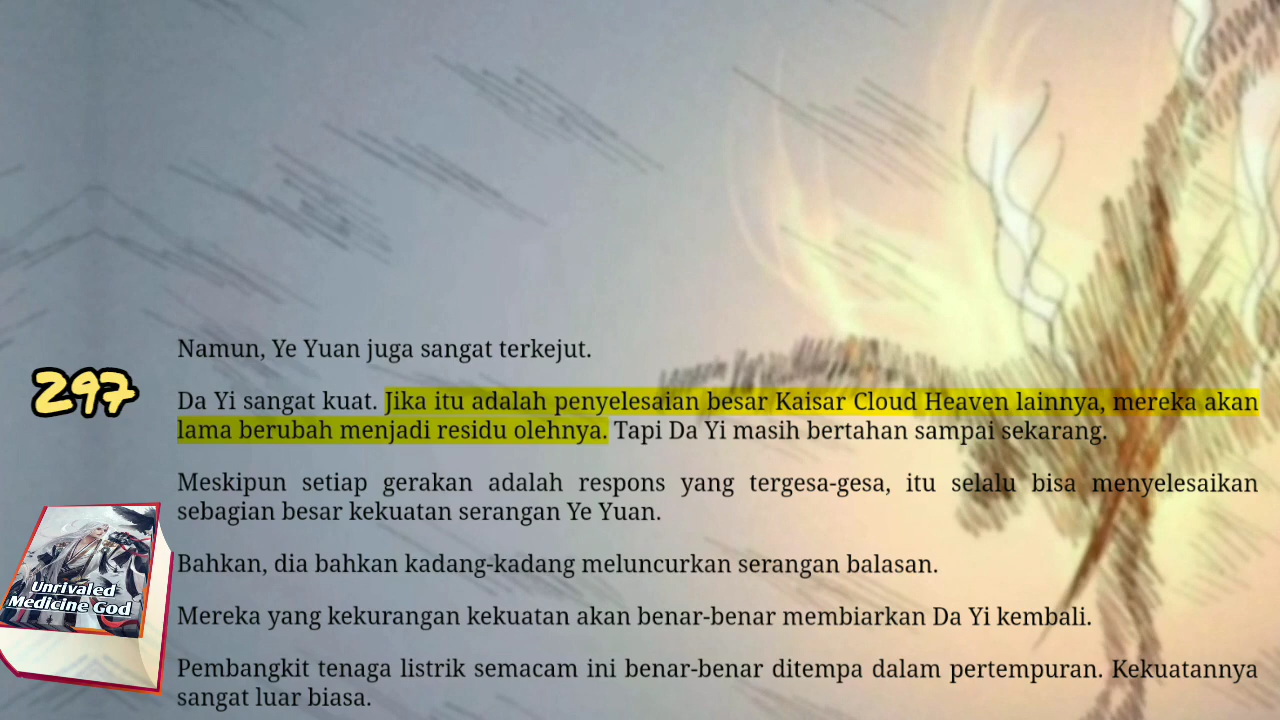 Namun, Ye Yuan juga sangat terkejut.
297
Da Yi sangat kuat. Jika itu adalah penyelesaian besar Kaisar Cloud Heaven lainnya, mereka akan
lama berubah menjadi residu olehnya. Tapi Da Yi masih bertahan sampai sekarang.
Meskipun setiap gerakan adalah respons yang tergesa-gesa, itu selalu bisa menyelesaikan
sebagian besar kekuatan serangan Ye Yuan.
Bahkan, dia bahkan kadang-kadang meluncurkan serangan balasan.
Unrivaled
Medicine God
Mereka yang kekurangan kekuatan akan benar-benar membiarkan Da Yi kembali.
Pembangkit tenaga listrik semacam ini benar-benar ditempa dalam pertempuran. Kekuatannya
sangat luar biasa.